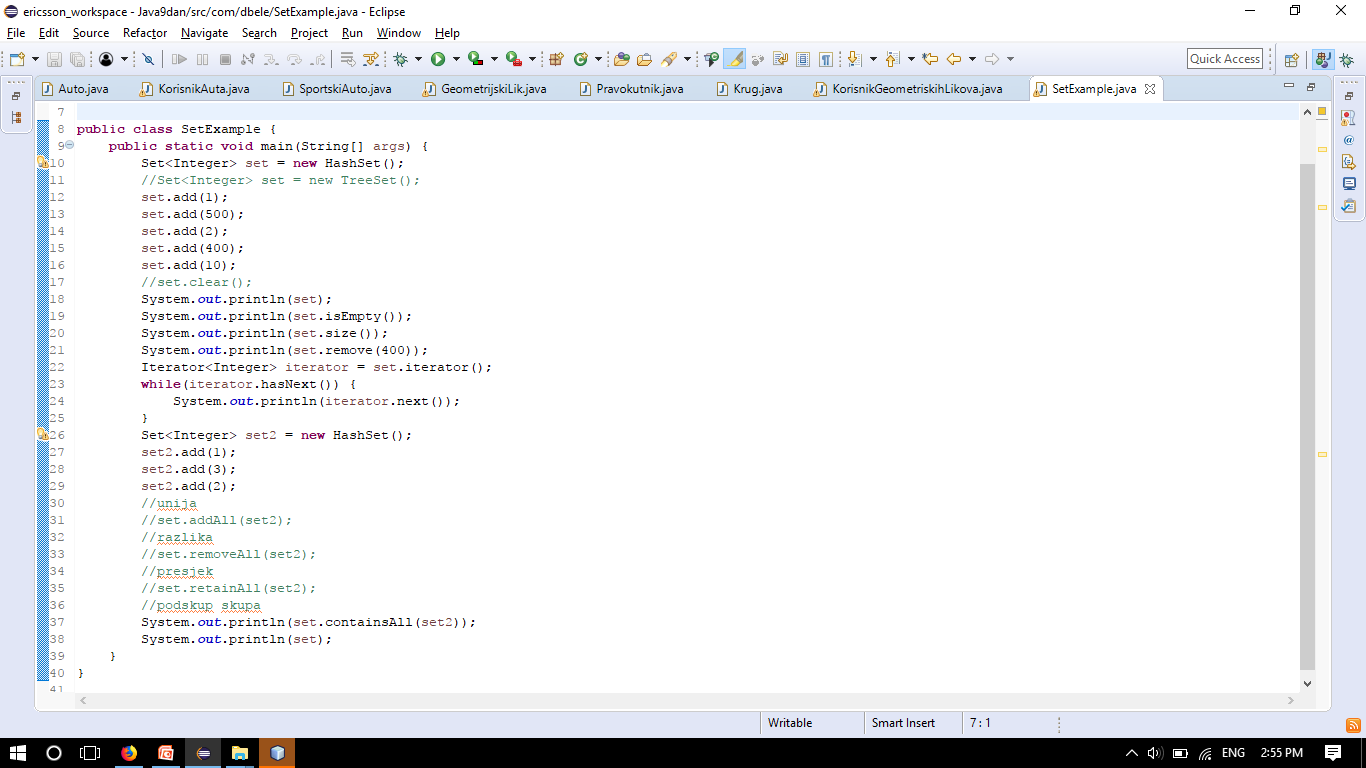 ericsson_workspace - Java9dan/src/com/dbele/SetExample.java - Eclipse
File Edit Source Refactor Navigate Search Project Run Window Help
Quick Access
Auto.java KorisnikAuta.java SportskiAuto.java GeometrijskiLik.java Pravokutnik.java Krug.java KorisnikGeometriskihLikova.java SetExample.java
7
8 public class SetExample {
9     public static void main(String[] args) {
10         Set<Integer> set = new HashSet();
11         //Set<Integer> set = new TreeSet();
12         set.add(1);
13         set.add(500);
14         set.add(2);
15         set.add(400);
16         set.add(10);
17         //set.clear();
18         System.out.println(set);
19         System.out.println(set.isEmpty());
20         System.out.println(set.size());
21         System.out.println(set.remove(400));
22         Iterator<Integer> iterator = set.iterator();
23         while(iterator.hasNext()) {
24             System.out.println(iterator.next());
25         }
26         Set<Integer> set2 = new HashSet();
27         set2.add(1);
28         set2.add(3);
29         set2.add(2);
30         //unija
31         //set.addAll(set2);
32         //razlika
33         //set.removeAll(set2);
34         //presjek
35         //set.retainAll(set2);
36         //podskup skupa
37         System.out.println(set.containsAll(set2));
38         System.out.println(set);
39     }
40 }
41
Writable Smart Insert 7 : 1
ENG 2:55 PM